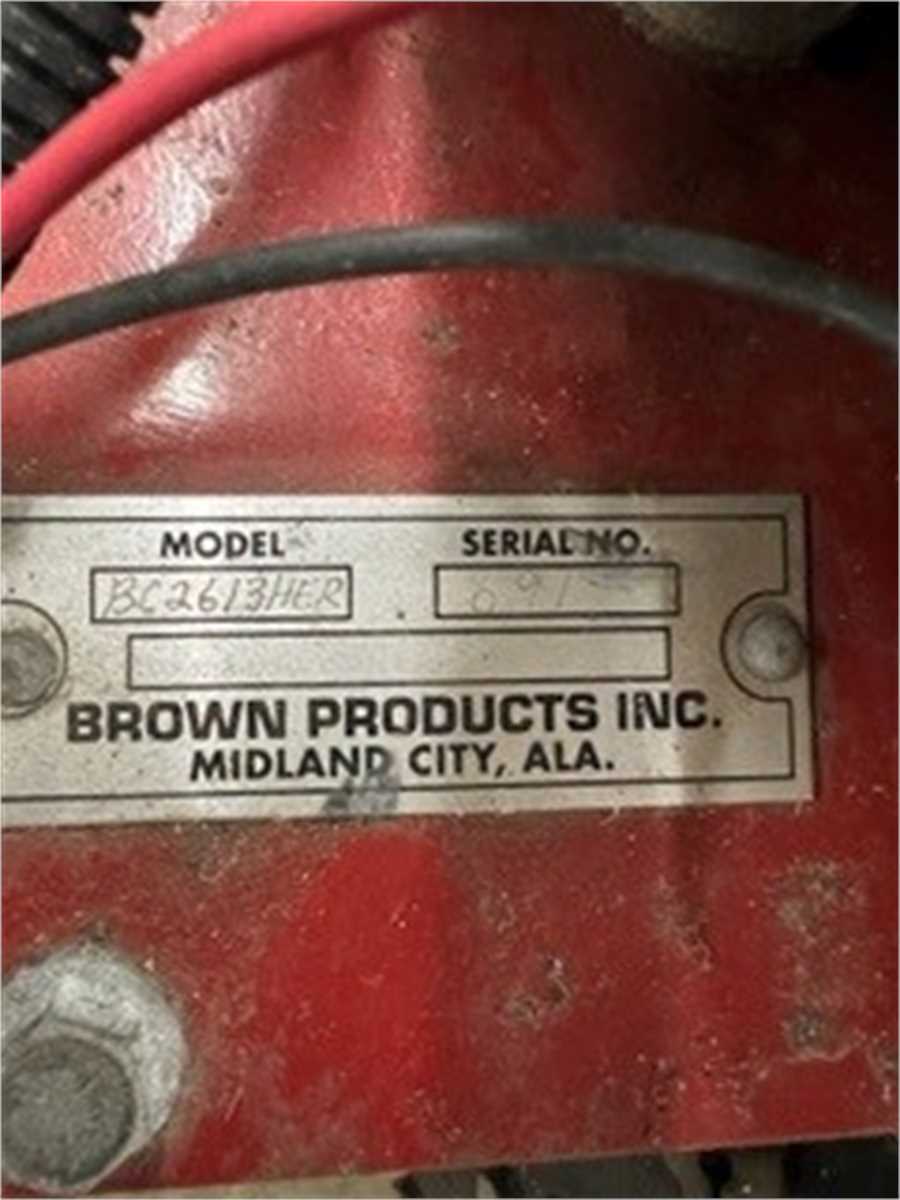 MODEL SERIAL NO.
BC2613HER
BROWN PRODUCTS INC.
MIDLAND CITY, ALA.